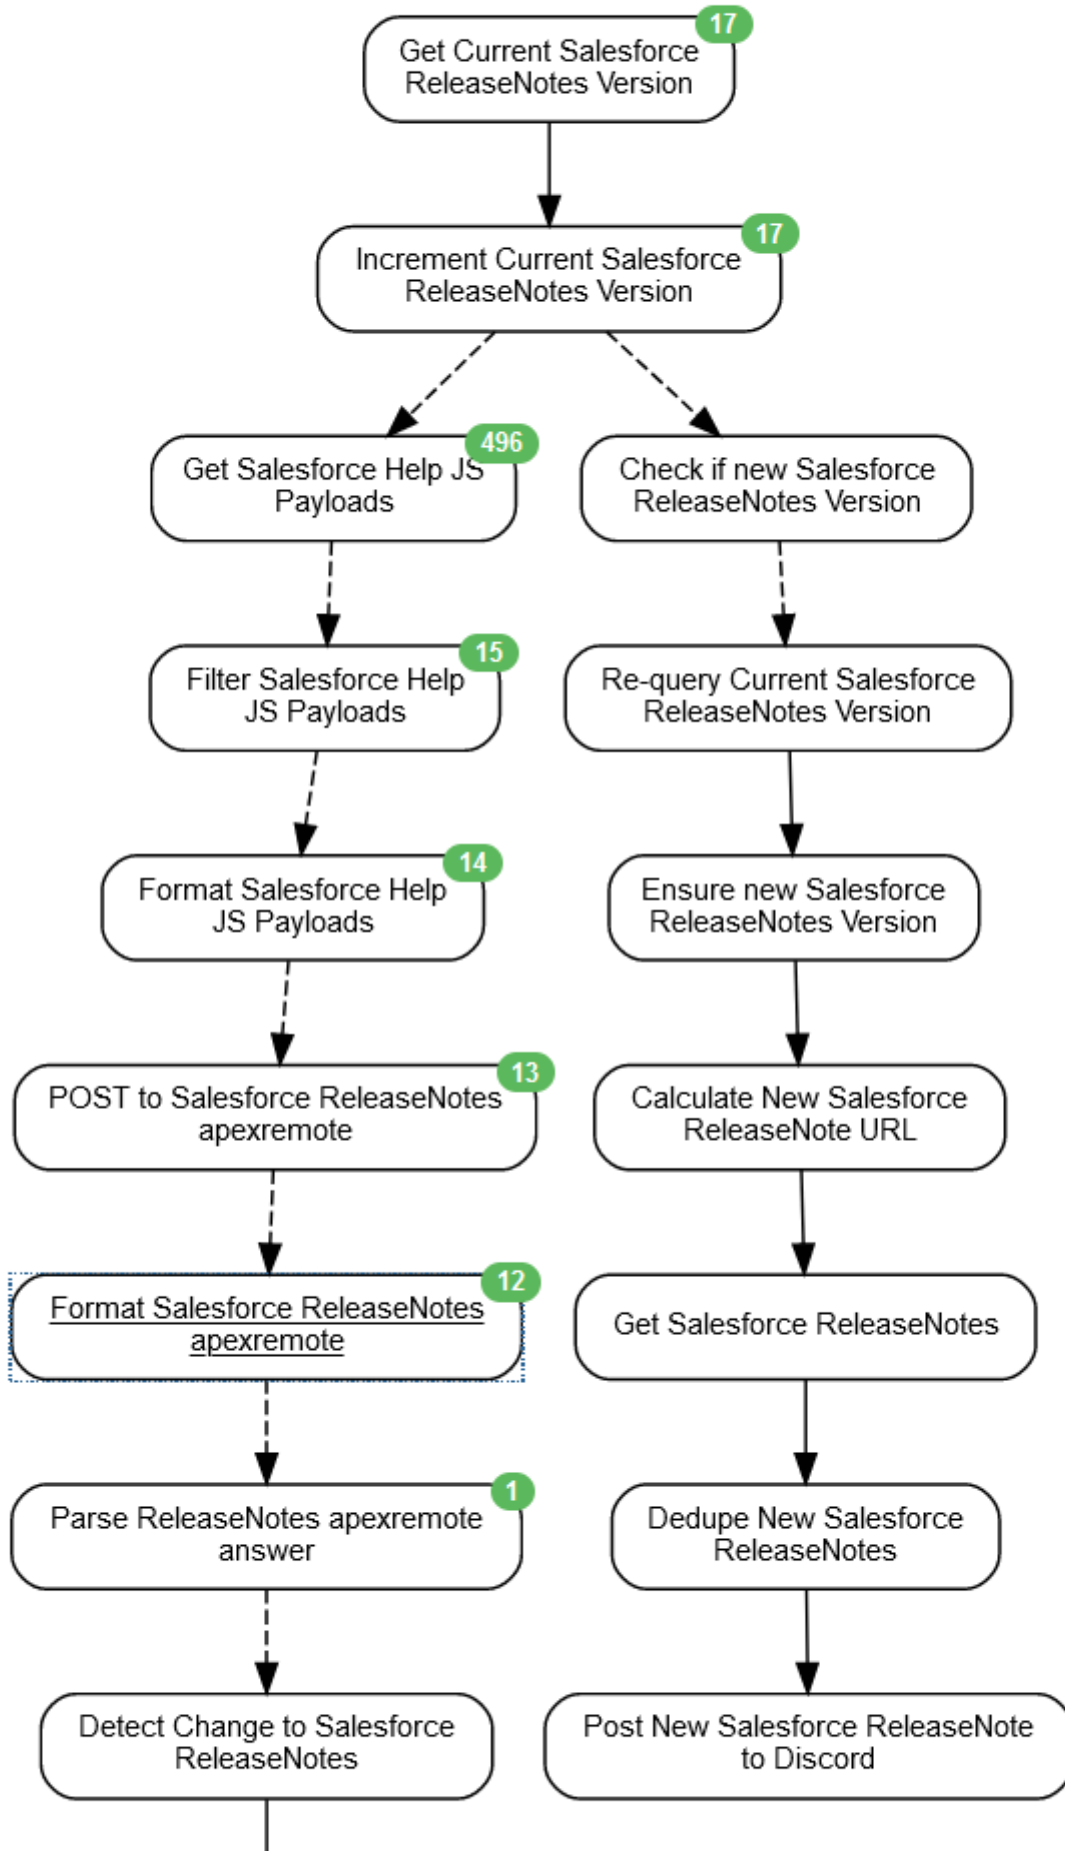 17
Get Current Salesforce
ReleaseNotes Version
17
Increment Current Salesforce
ReleaseNotes Version
496
Get Salesforce Help JS
Payloads
Check if new Salesforce
ReleaseNotes Version
15
Filter Salesforce Help
JS Payloads
Re-query Current Salesforce
ReleaseNotes Version
14
Format Salesforce Help
JS Payloads
Ensure new Salesforce
ReleaseNotes Version
13
POST to Salesforce ReleaseNotes
apexremote
Calculate New Salesforce
ReleaseNote URL
12
Format Salesforce ReleaseNotes
apexremote
Get Salesforce ReleaseNotes
1
Parse ReleaseNotes apexremote
answer
Dedupe New Salesforce
ReleaseNotes
Detect Change to Salesforce
ReleaseNotes
Post New Salesforce ReleaseNote
to Discord